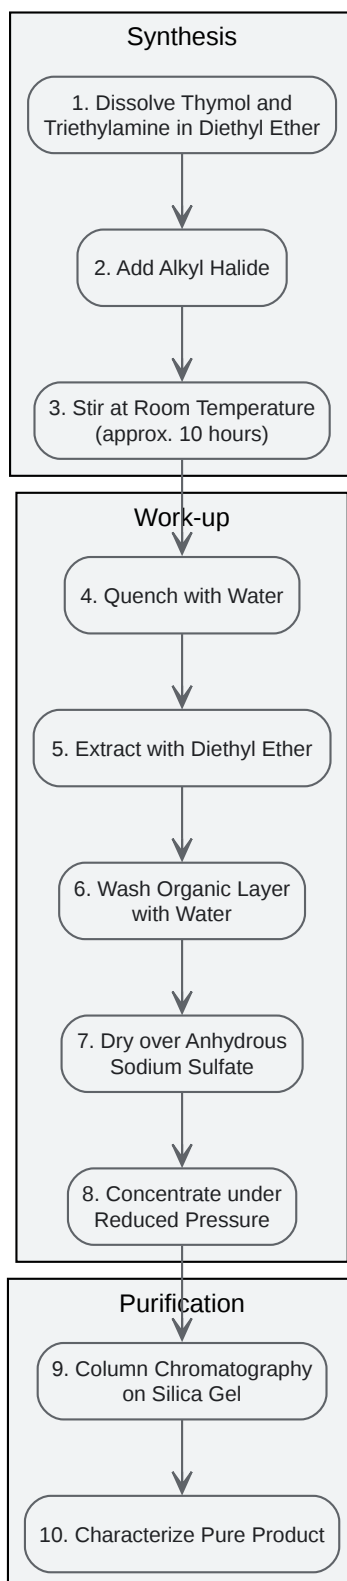 Synthesis
1. Dissolve Thymol and
Triethylamine in Diethyl Ether
2. Add Alkyl Halide
3. Stir at Room Temperature
(approx. 10 hours)
Work-up
4. Quench with Water
5. Extract with Diethyl Ether
6. Wash Organic Layer
with Water
7. Dry over Anhydrous
Sodium Sulfate
8. Concentrate under
Reduced Pressure
Purification
9. Column Chromatography
on Silica Gel
10. Characterize Pure Product